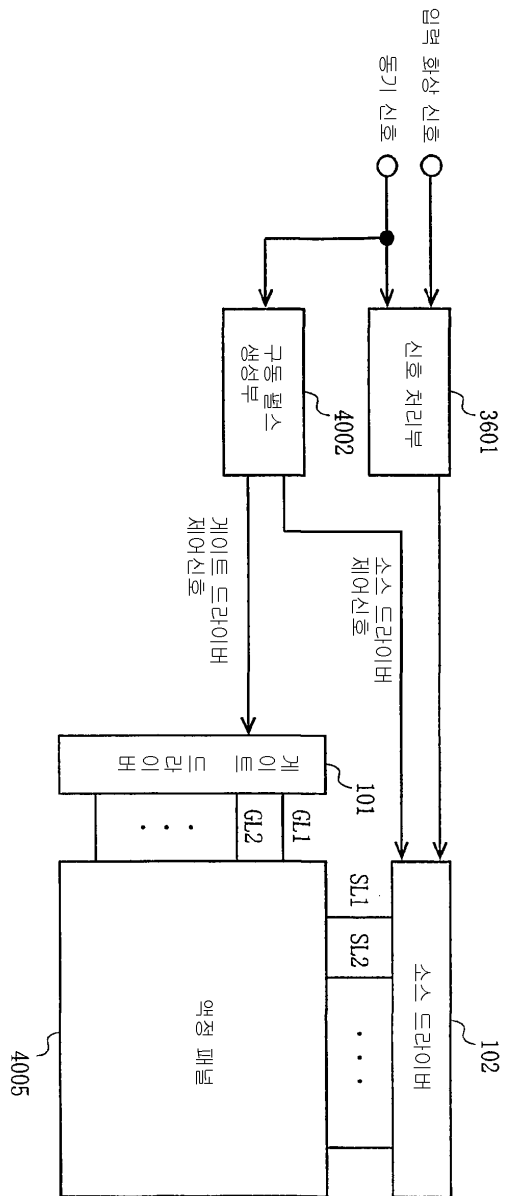 입력 화상 신호
동기 신호
신호 처리부
3601
구동 펄스
생성부
4002
소스 드라이버
제어신호
게이트 드라이버
제어신호
게이트 드라이버
101
GL1
GL2
. . .
SL1
SL2
. . .
소스 드라이버
102
액정 패널
4005